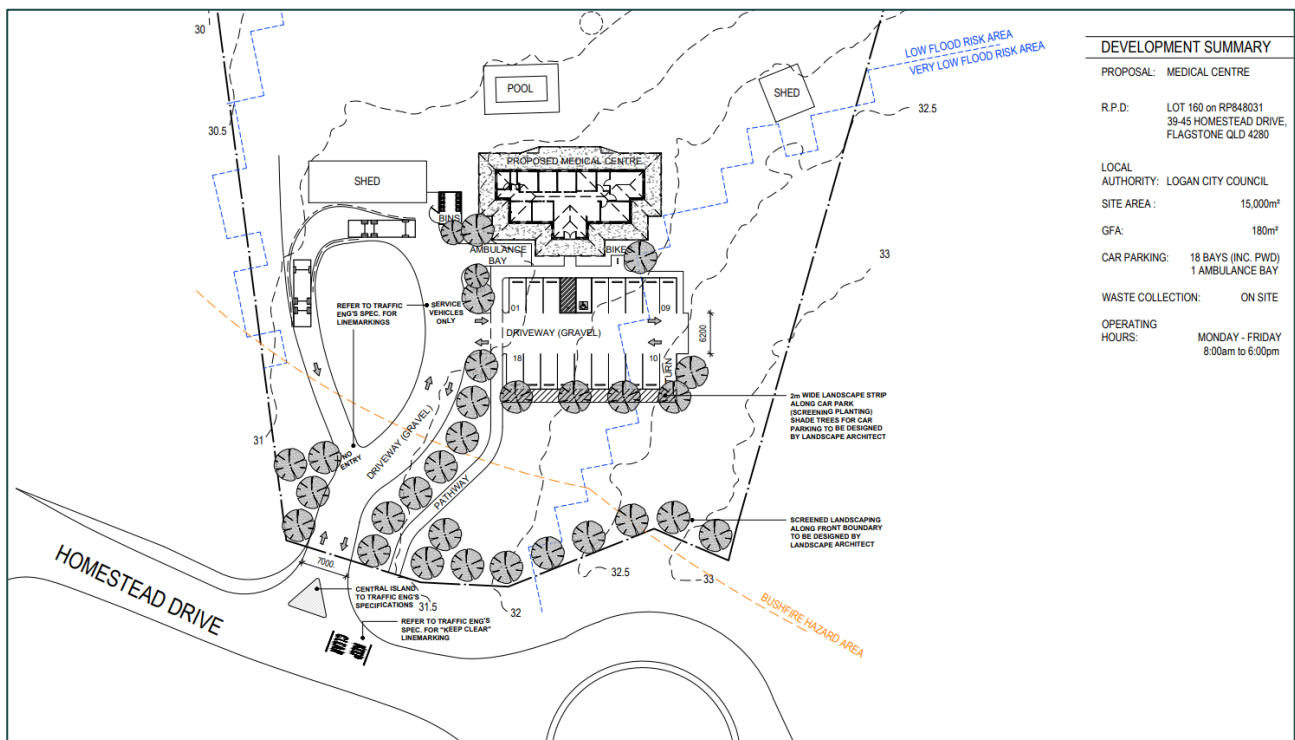 30
LOW FLOOD RISK AREA
VERY LOW FLOOD RISK AREA
POOL
SHED
32.5
30.5
PROPOSED MEDICAL CENTRE
SHED
BINS
AMBULANCE
BAY
BIKE
33
REFER TO TRAFFIC
ENG'S SPEC. FOR
LINEMARKINGS
SERVICE
VEHICLES
ONLY
01
09
DRIVEWAY (GRAVEL)
6200
18
10
TURN
2m WIDE LANDSCAPE STRIP
ALONG CAR PARK
(SCREENING PLANTING)
SHADE TREES FOR CAR
PARKING TO BE DESIGNED
BY LANDSCAPE ARCHITECT
31
NO
ENTRY
DRIVEWAY (GRAVEL)
PATHWAY
SCREENED LANDSCAPING
ALONG FRONT BOUNDARY
TO BE DESIGNED BY
LANDSCAPE ARCHITECT
HOMESTEAD DRIVE
7000
CENTRAL ISLAND
TO TRAFFIC ENG'S
SPECIFICATIONS
31.5
32
32.5
33
BUSHFIRE HAZARD AREA
REFER TO TRAFFIC ENG'S
SPEC. FOR "KEEP CLEAR"
LINEMARKING
KEEP
CLEAR
DEVELOPMENT SUMMARY
PROPOSAL: MEDICAL CENTRE
R.P.D: LOT 160 on RP848031
39-45 HOMESTEAD DRIVE,
FLAGSTONE QLD 4280
LOCAL
AUTHORITY: LOGAN CITY COUNCIL
SITE AREA : 15,000m²
GFA: 180m²
CAR PARKING: 18 BAYS (INC. PWD)
1 AMBULANCE BAY
WASTE COLLECTION: ON SITE
OPERATING
HOURS: MONDAY - FRIDAY
8:00am to 6:00pm